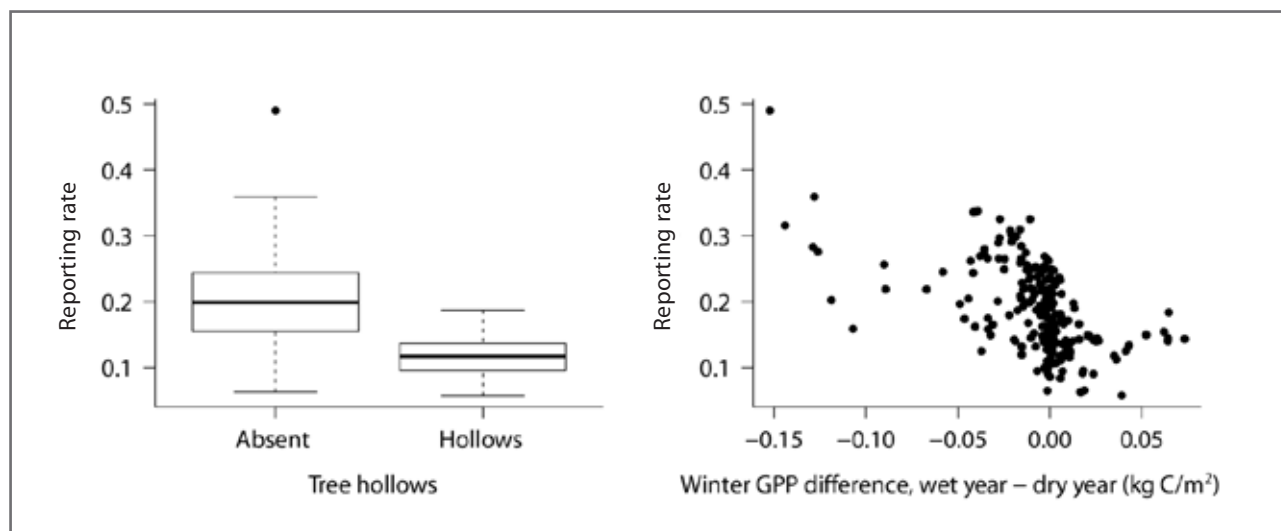 Reporting rate
0.5
0.4
0.3
0.2
0.1
Absent
Hollows
Tree hollows
Reporting rate
0.5
0.4
0.3
0.2
0.1
−0.15
−0.10
−0.05
0.00
0.05
Winter GPP difference, wet year – dry year (kg C/m²)